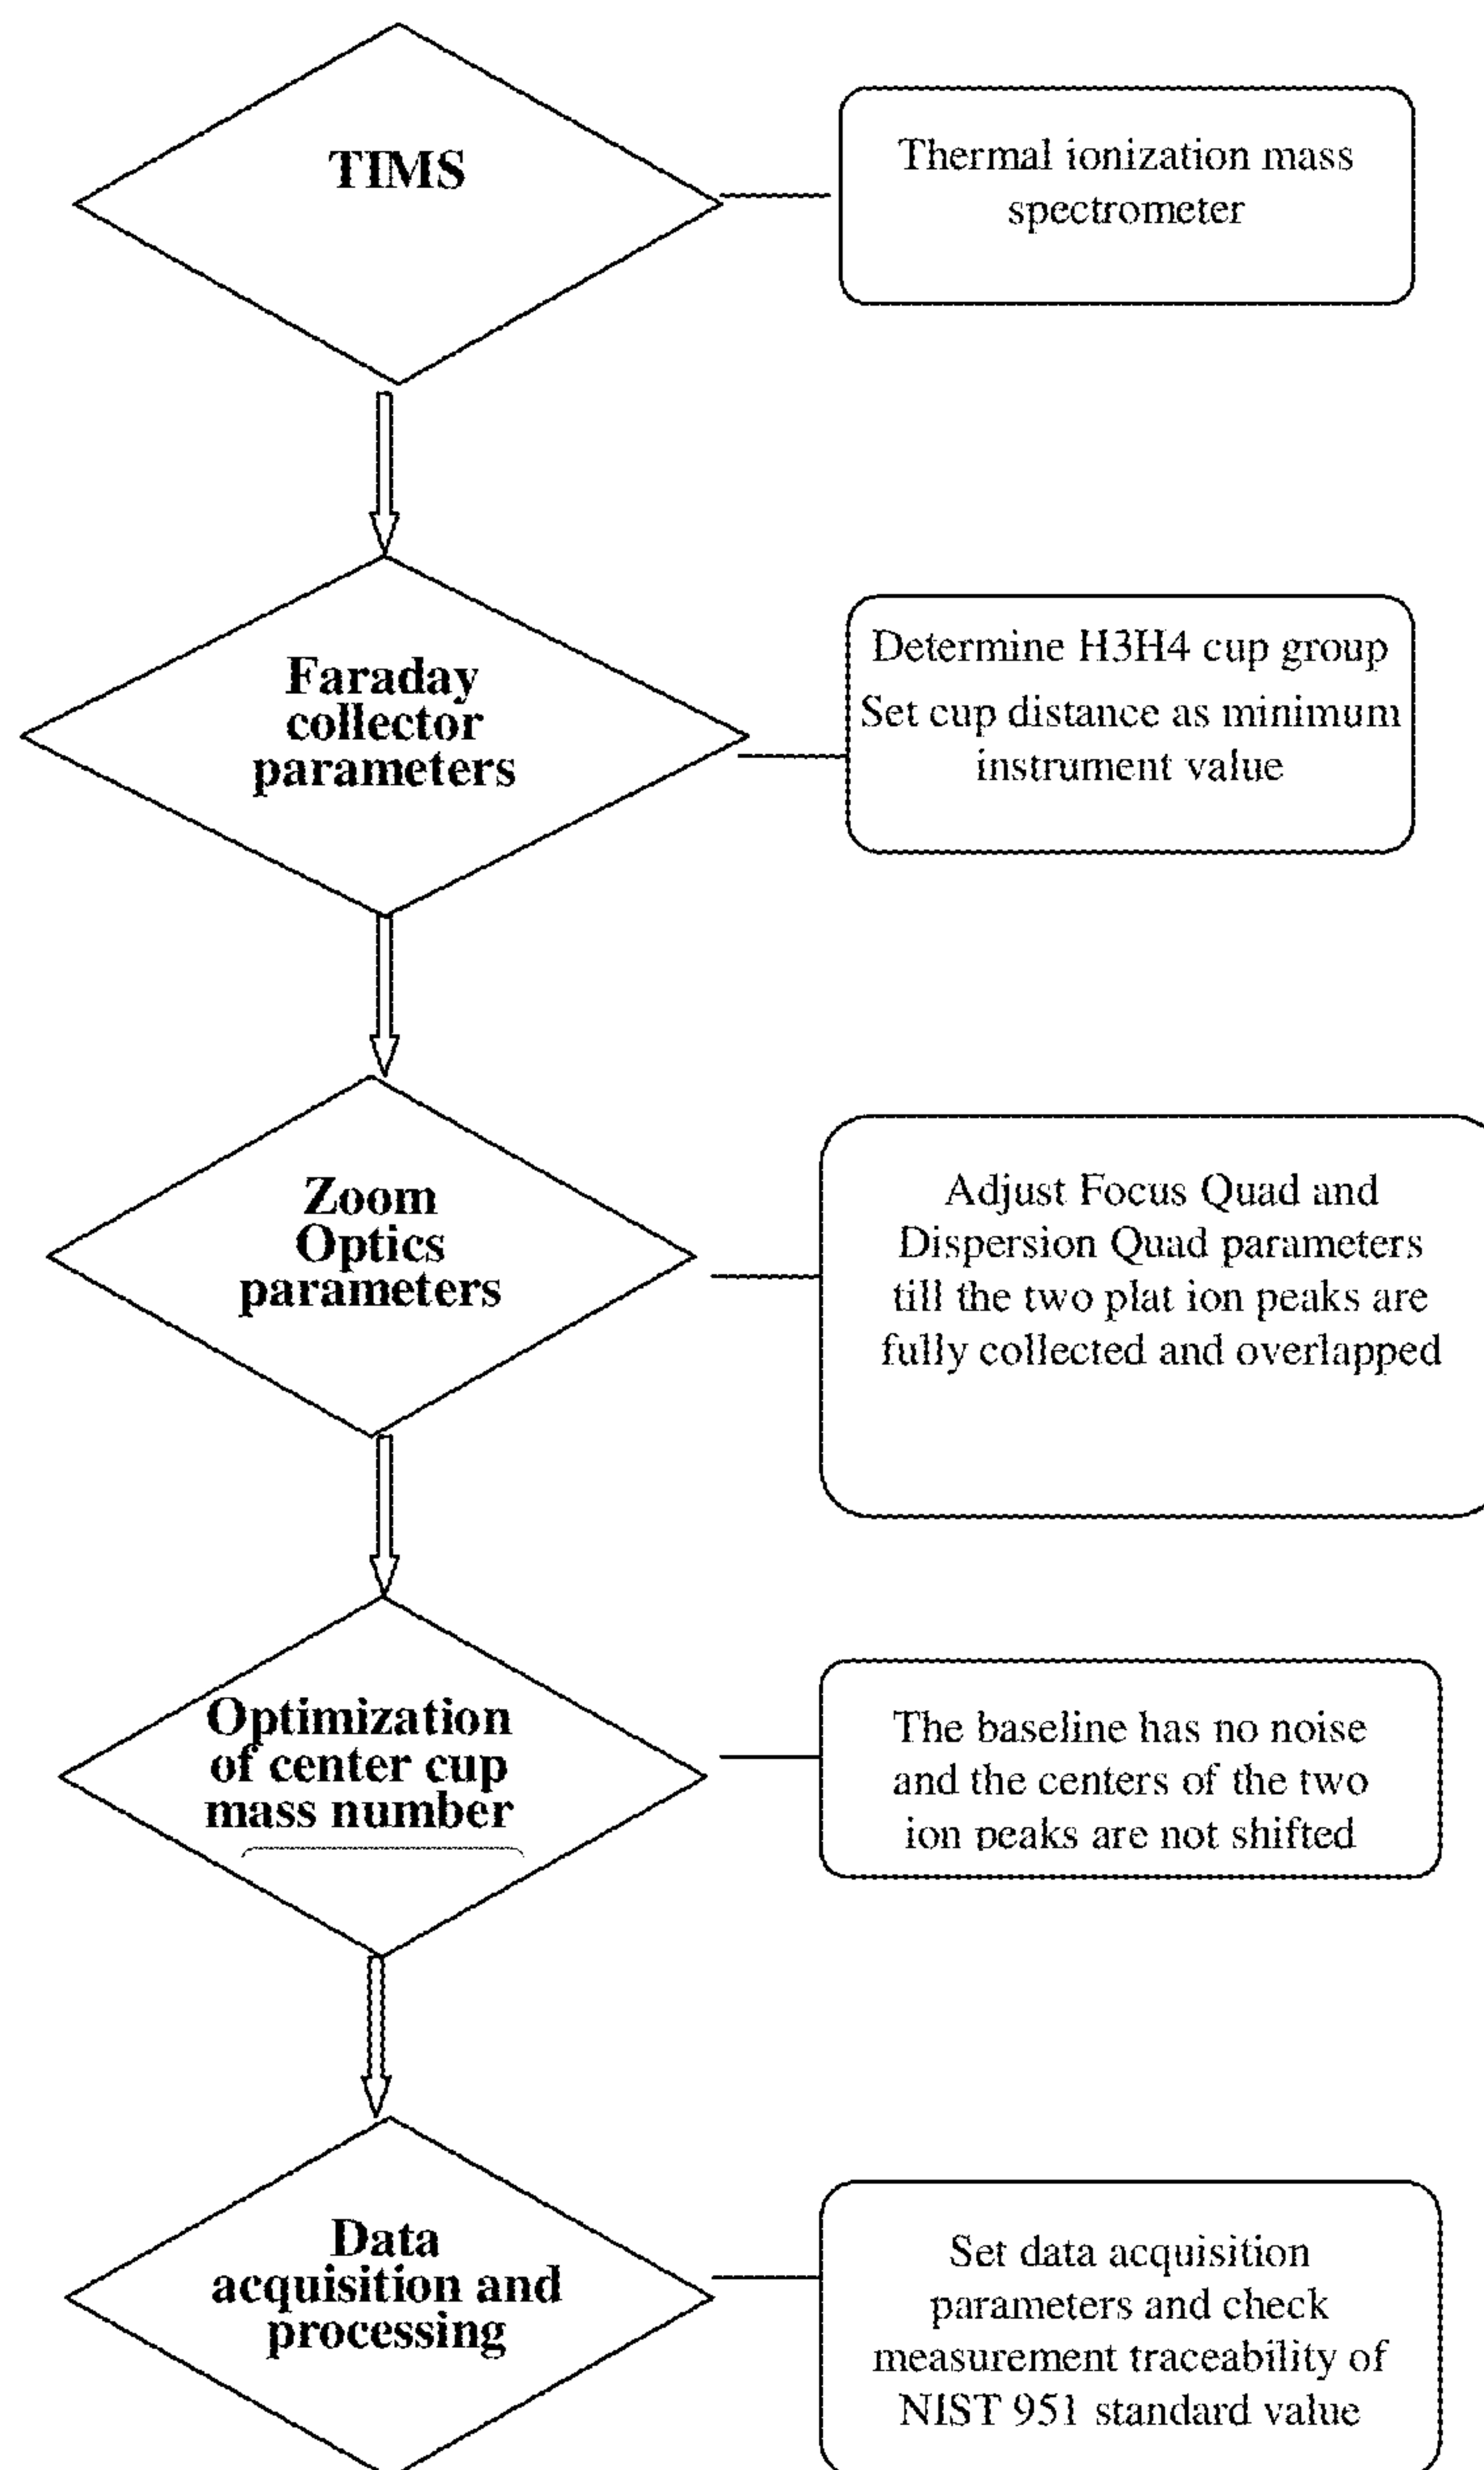 TIMS
Thermal ionization mass
spectrometer
Faraday
collector
parameters
Determine H3H4 cup group
Set cup distance as minimum
instrument value
Zoom
Optics
parameters
Adjust Focus Quad and
Dispersion Quad parameters
till the two plat ion peaks are
fully collected and overlapped
Optimization
of center cup
mass number
The baseline has no noise
and the centers of the two
ion peaks are not shifted
Data
acquisition and
processing
Set data acquisition
parameters and check
measurement traceability of
NIST 951 standard value